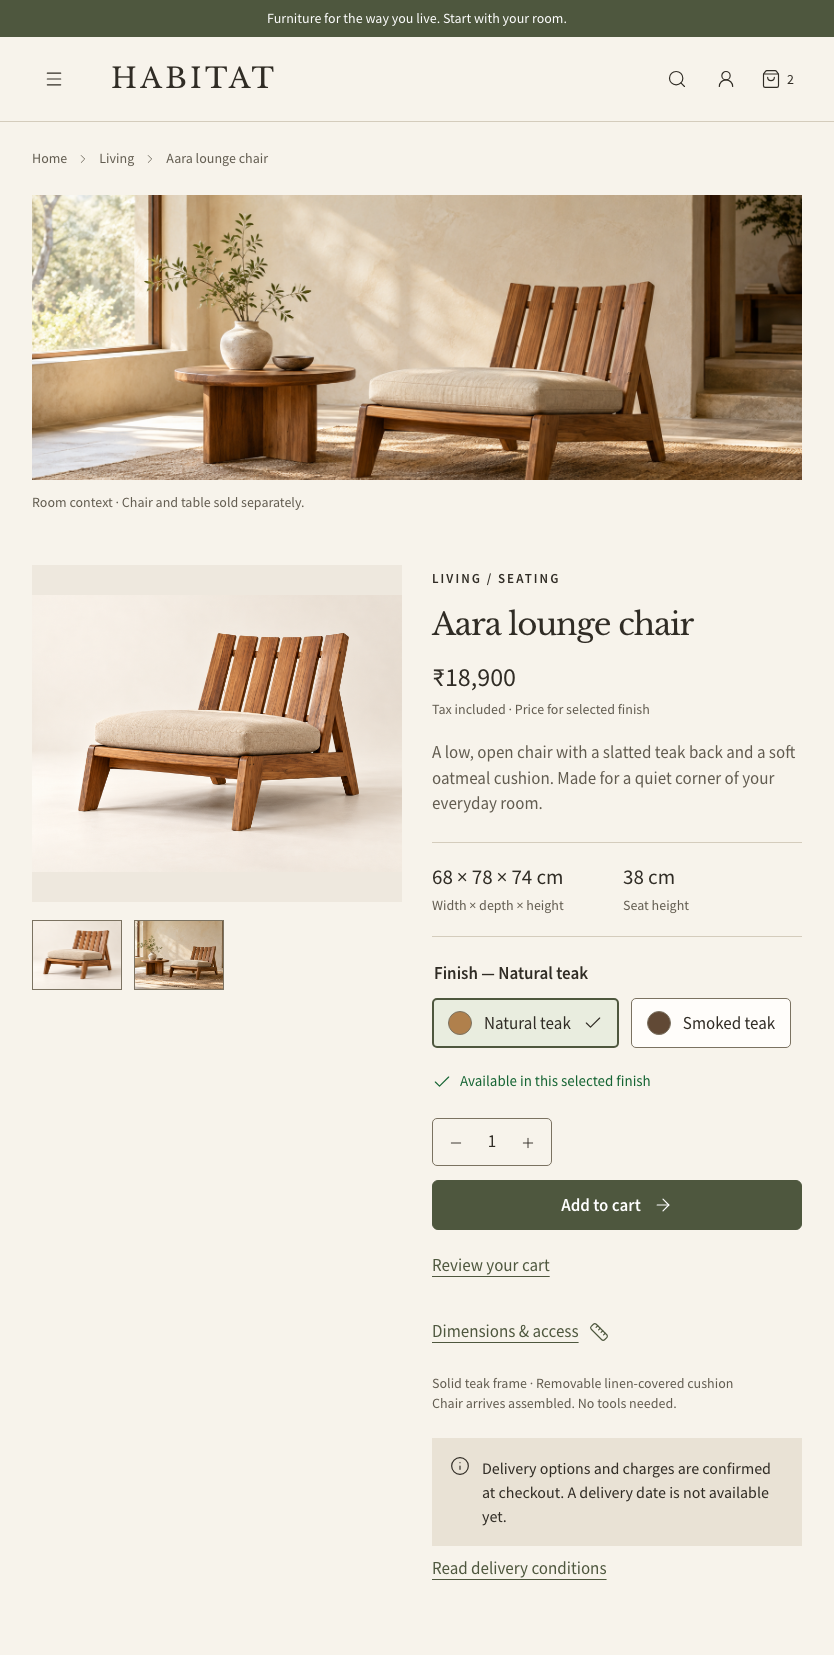 Furniture for the way you live. Start with your room.
HABITAT
2
Home > Living > Aara lounge chair
Room context · Chair and table sold separately.
LIVING / SEATING
Aara lounge chair
₹18,900
Tax included · Price for selected finish
A low, open chair with a slatted teak back and a soft
oatmeal cushion. Made for a quiet corner of your
everyday room.
68 × 78 × 74 cm
Width × depth × height
38 cm
Seat height
Finish — Natural teak
Natural teak
Smoked teak
Available in this selected finish
− 1 +
Add to cart →
Review your cart
Dimensions & access
Solid teak frame · Removable linen-covered cushion
Chair arrives assembled. No tools needed.
Delivery options and charges are confirmed
at checkout. A delivery date is not available
yet.
Read delivery conditions